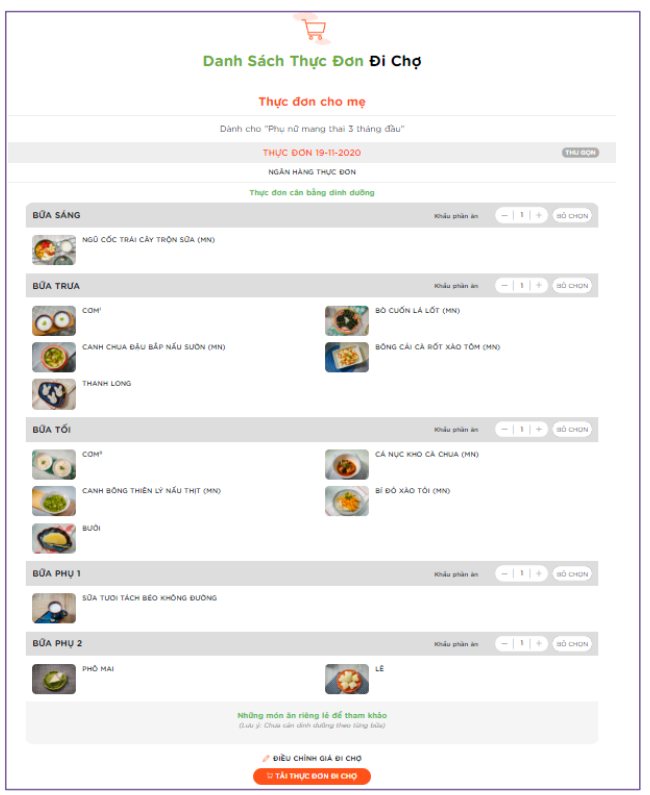 Danh Sách Thực Đơn Đi Chợ
Thực đơn cho mẹ
Dành cho "Phụ nữ mang thai 3 tháng đầu"
THỰC ĐƠN 19-11-2020 THU GỌN
NGÂN HÀNG THỰC ĐƠN
Thực đơn cân bằng dinh dưỡng
BỮA SÁNG Khẩu phần ăn − 1 + BỎ CHỌN
NGŨ CỐC TRÁI CÂY TRỘN SỮA (MN)
BỮA TRƯA Khẩu phần ăn − 1 + BỎ CHỌN
CƠM¹ BÒ CUỐN LÁ LỐT (MN)
CANH CHUA ĐẬU BẮP NẤU SƯỜN (MN) BÔNG CẢI CÀ RỐT XÀO TÔM (MN)
THANH LONG
BỮA TỐI Khẩu phần ăn − 1 + BỎ CHỌN
CƠM² CÁ NỤC KHO CÀ CHUA (MN)
CANH BÔNG THIÊN LÝ NẤU THỊT (MN) BÍ ĐỎ XÀO TỎI (MN)
BƯỞI
BỮA PHỤ 1 Khẩu phần ăn − 1 + BỎ CHỌN
SỮA TƯƠI TÁCH BÉO KHÔNG ĐƯỜNG
BỮA PHỤ 2 Khẩu phần ăn − 1 + BỎ CHỌN
PHÔ MAI LÊ
Những món ăn riêng lẻ để tham khảo
(Lưu ý: Chưa cân dinh dưỡng theo từng bữa)
ĐIỀU CHỈNH GIÁ ĐI CHỢ
TẢI THỰC ĐƠN ĐI CHỢ